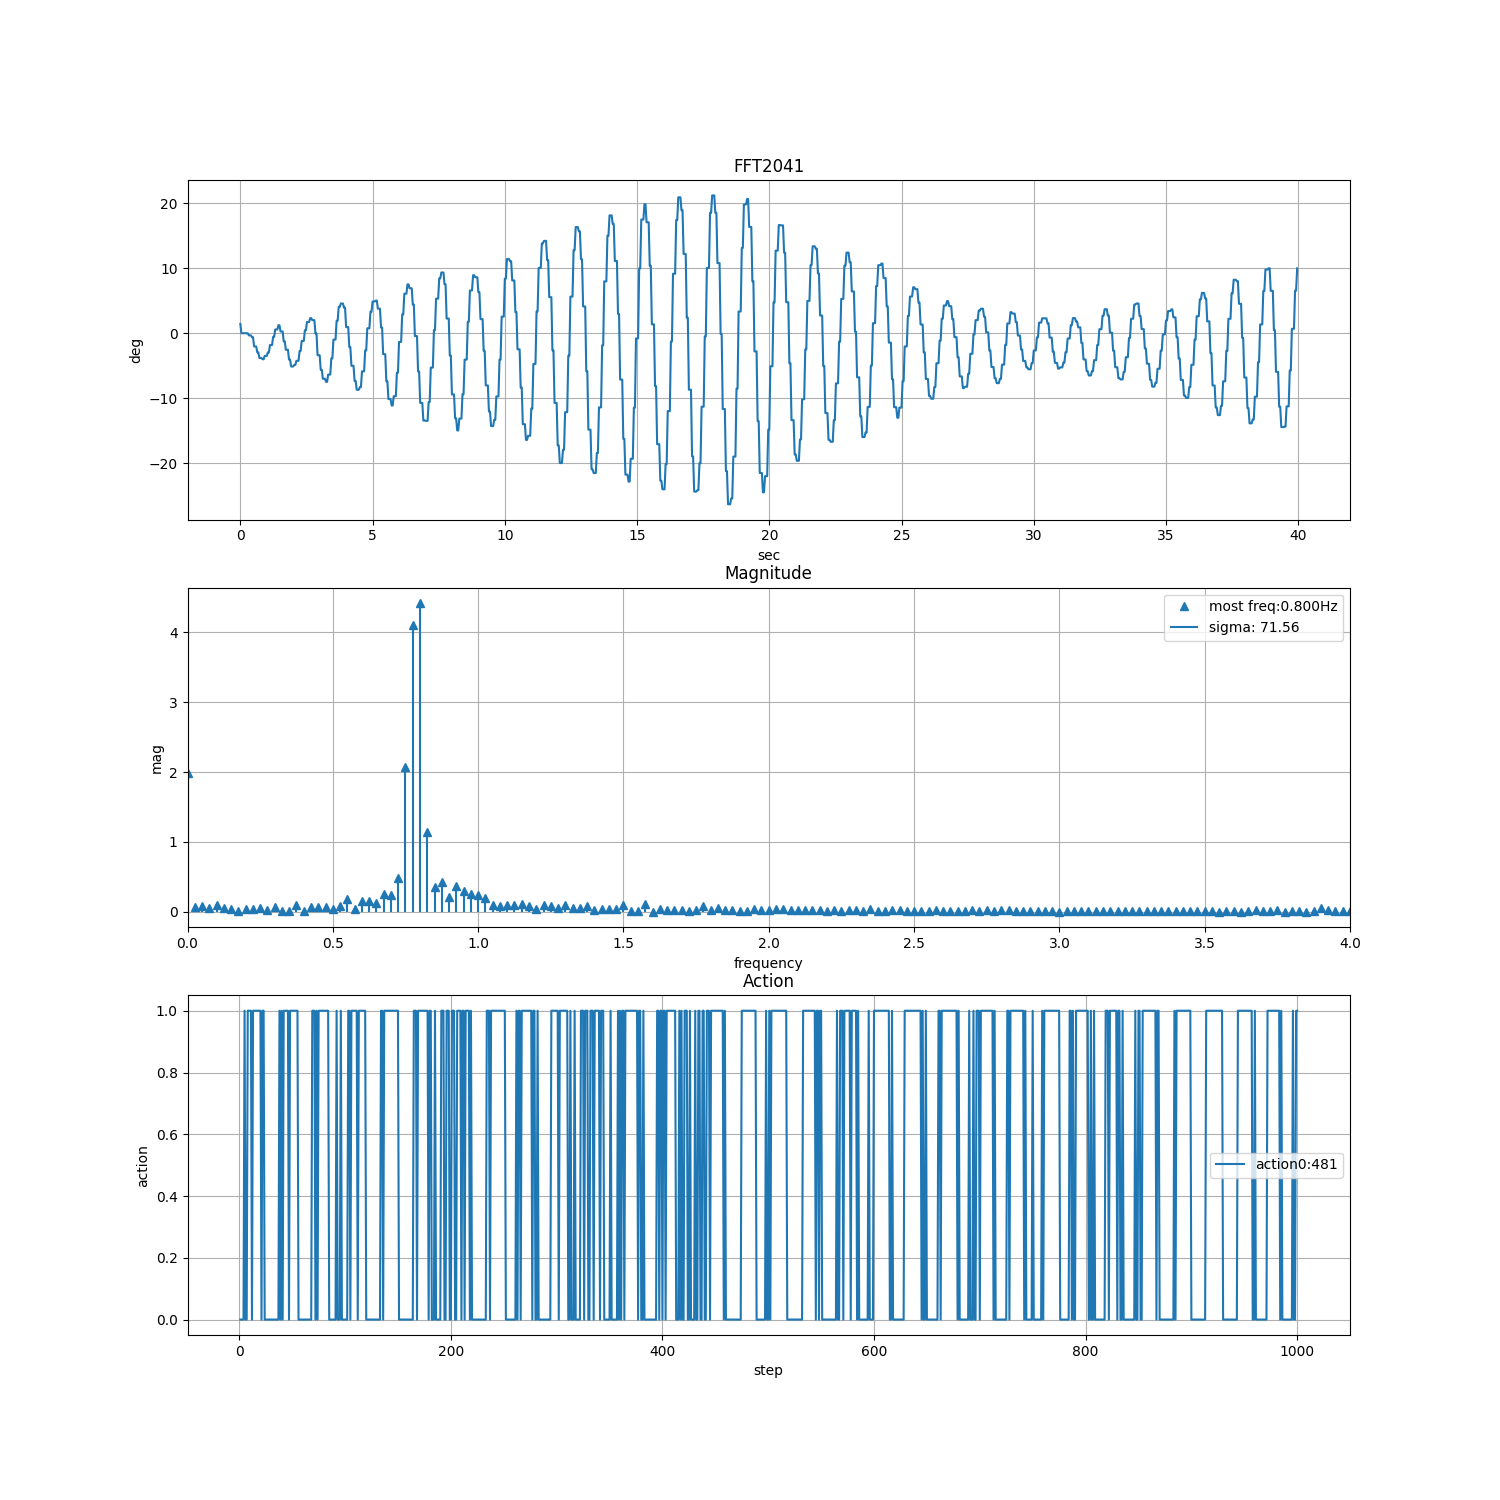 FFT2041
20
10
0
−10
−20
deg
0 5 10 15 20 25 30 35 40
sec
Magnitude
most freq:0.800Hz
sigma: 71.56
4
3
2
1
0
mag
0.0 0.5 1.0 1.5 2.0 2.5 3.0 3.5 4.0
frequency
Action
1.0
0.8
0.6
0.4
0.2
0.0
action
action0:481
0 200 400 600 800 1000
step